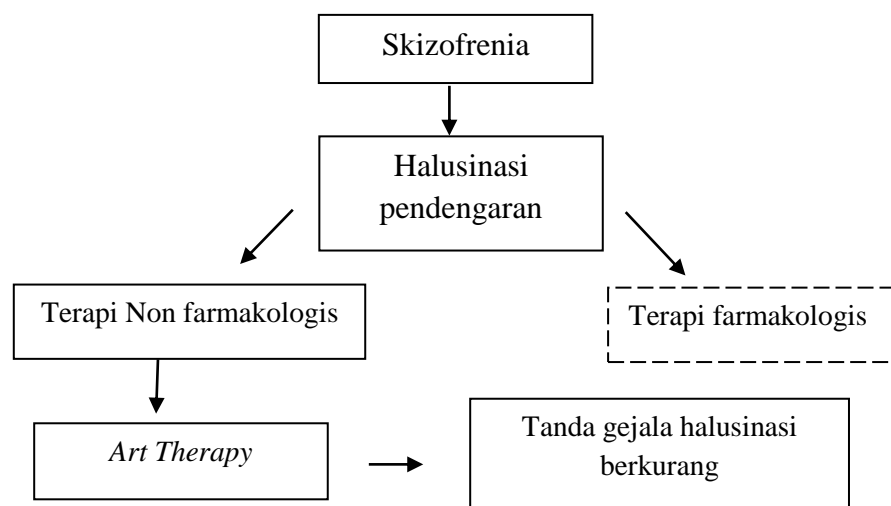 Skizofrenia
Halusinasi
pendengaran
Terapi Non farmakologis
Terapi farmakologis
Art Therapy
Tanda gejala halusinasi
berkurang